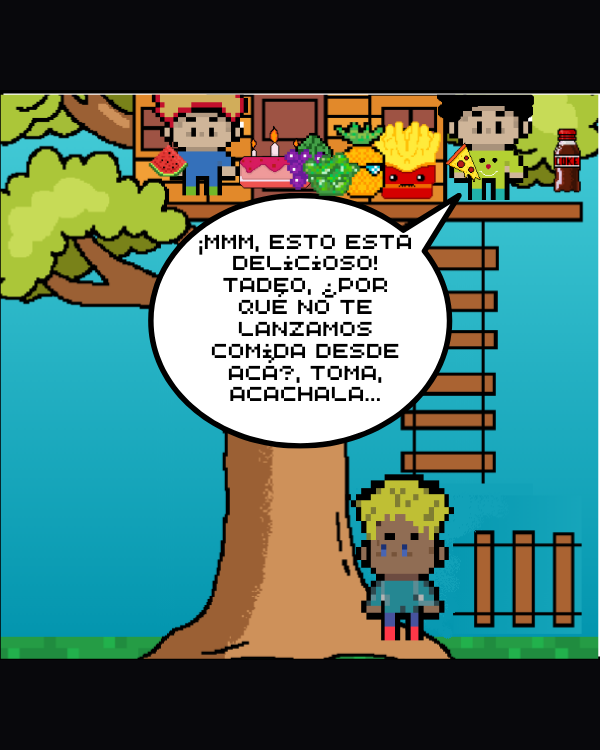 ¡MMM, ESTO ESTÁ
DELiCiOSO!
TADEO, ¿POR
QUÉ NO TE
LANZAMOS
COMiDA DESDE
ACÁ?, TOMA,
ACACHALA...